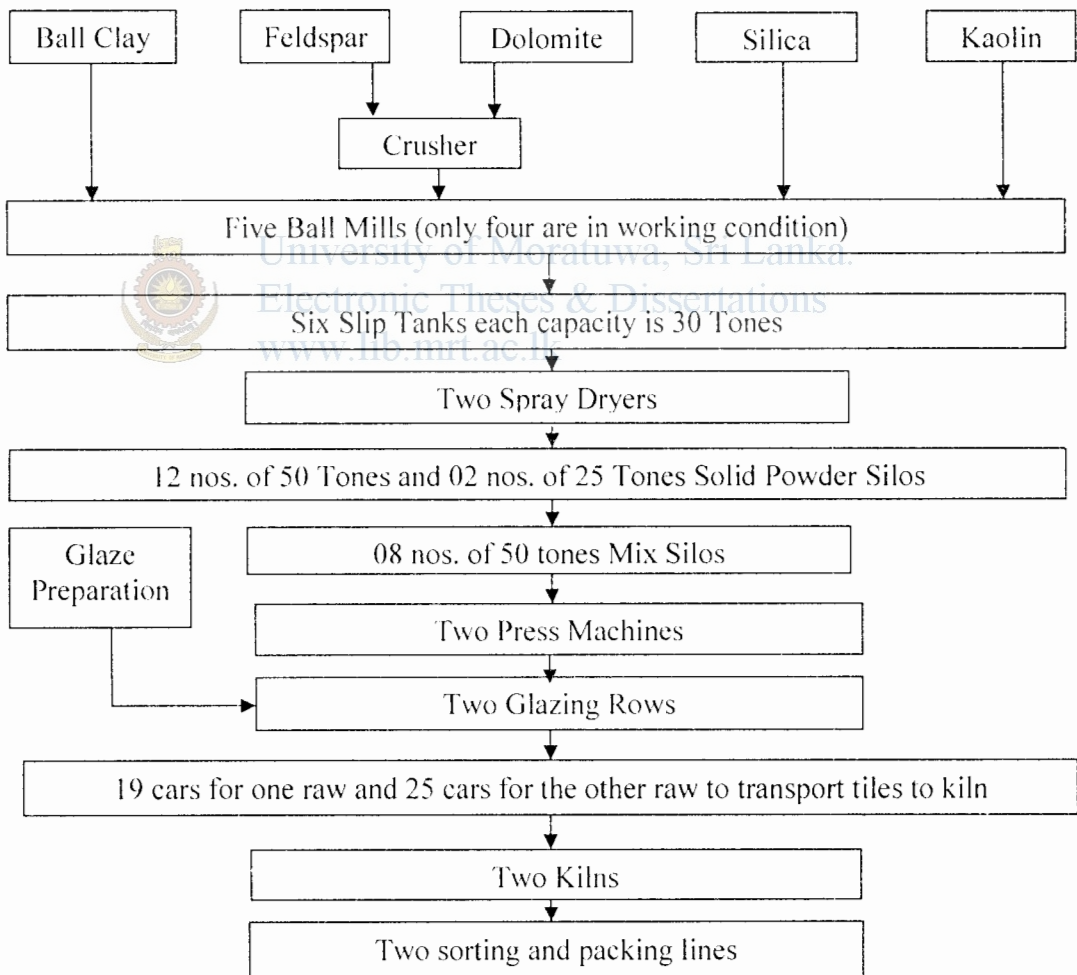 Ball Clay
Feldspar
Dolomite
Silica
Kaolin
Crusher
Five Ball Mills (only four are in working condition)
University of Moratuwa, Sri Lanka.
Electronic Theses & Dissertations
www.lib.mrt.ac.lk
Six Slip Tanks each capacity is 30 Tones
Two Spray Dryers
12 nos. of 50 Tones and 02 nos. of 25 Tones Solid Powder Silos
Glaze
Preparation
08 nos. of 50 tones Mix Silos
Two Press Machines
Two Glazing Rows
19 cars for one raw and 25 cars for the other raw to transport tiles to kiln
Two Kilns
Two sorting and packing lines